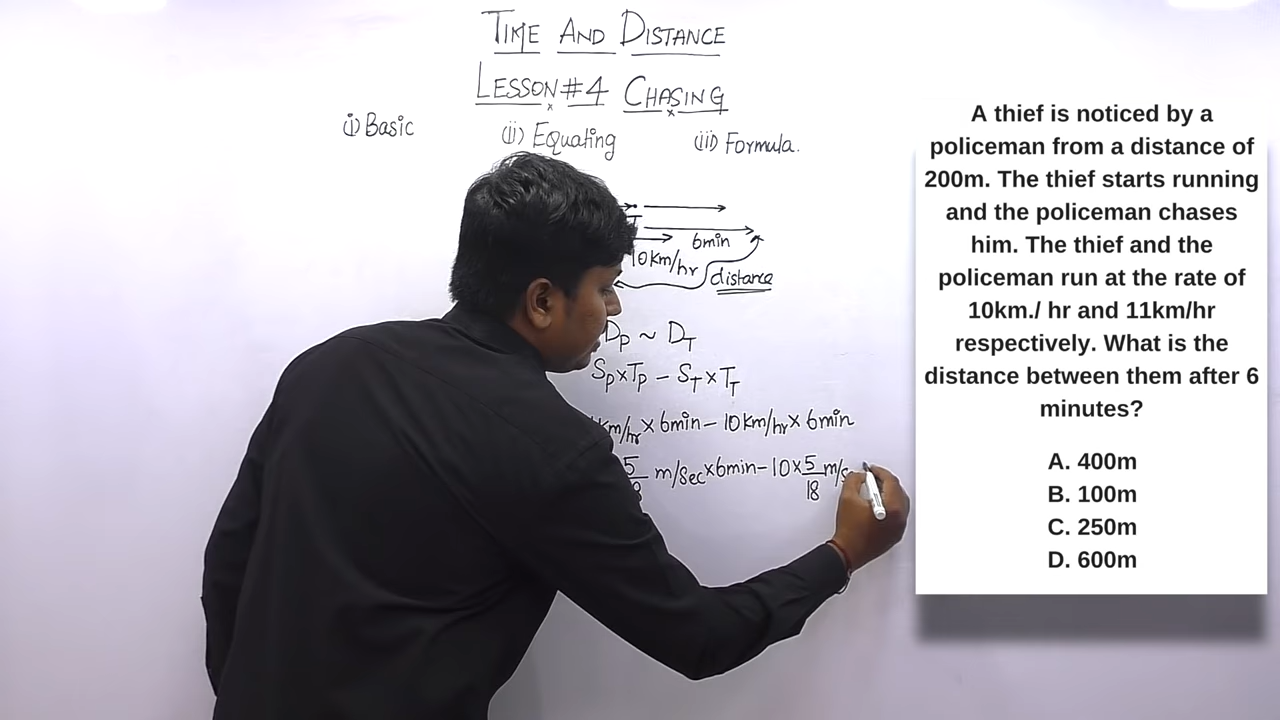 TIME AND DISTANCE
LESSON #4 CHASING
(i) Basic (ii) Equating (iii) Formula.
6min
10km/hr
distance
Dp ~ DT
Sp×Tp – ST×TT
km/hr × 6min – 10km/hr × 6min
5 m/sec×6min – 10×5/18 m/s
A thief is noticed by a
policeman from a distance of
200m. The thief starts running
and the policeman chases
him. The thief and the
policeman run at the rate of
10km./ hr and 11km/hr
respectively. What is the
distance between them after 6
minutes?
A. 400m
B. 100m
C. 250m
D. 600m